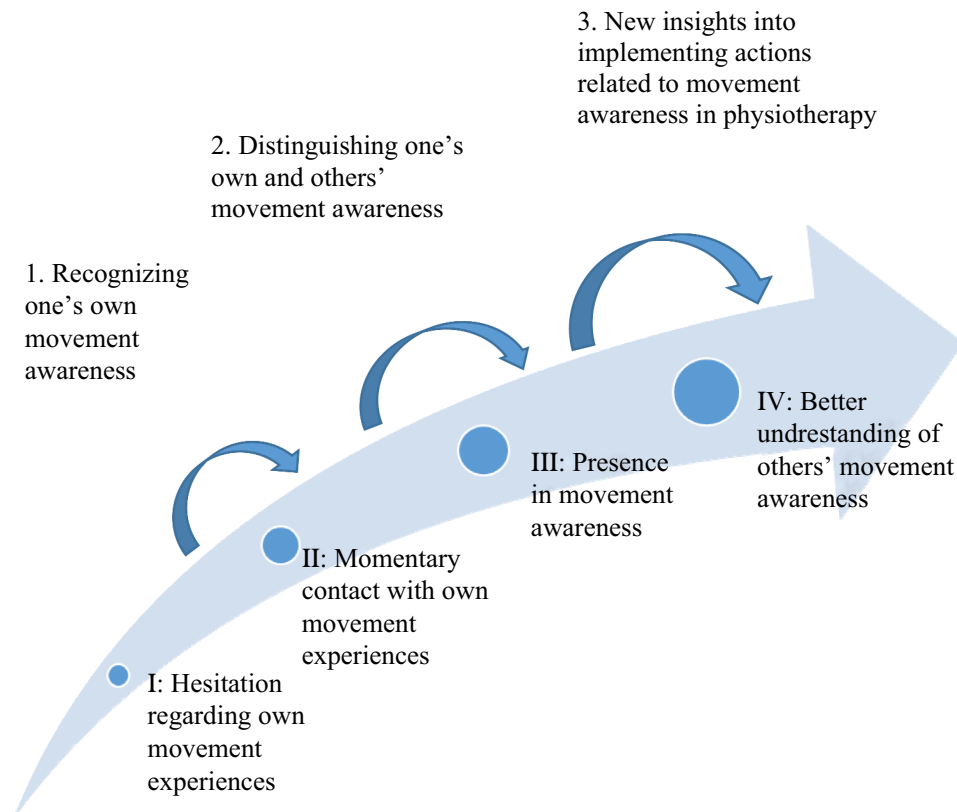 3. New insights into
implementing actions
related to movement
awareness in physiotherapy
2. Distinguishing one’s
own and others’
movement awareness
1. Recognizing
one’s own
movement
awareness
IV: Better
undrestanding of
others’ movement
awareness
III: Presence
in movement
awareness
II: Momentary
contact with own
movement
experiences
I: Hesitation
regarding own
movement
experiences